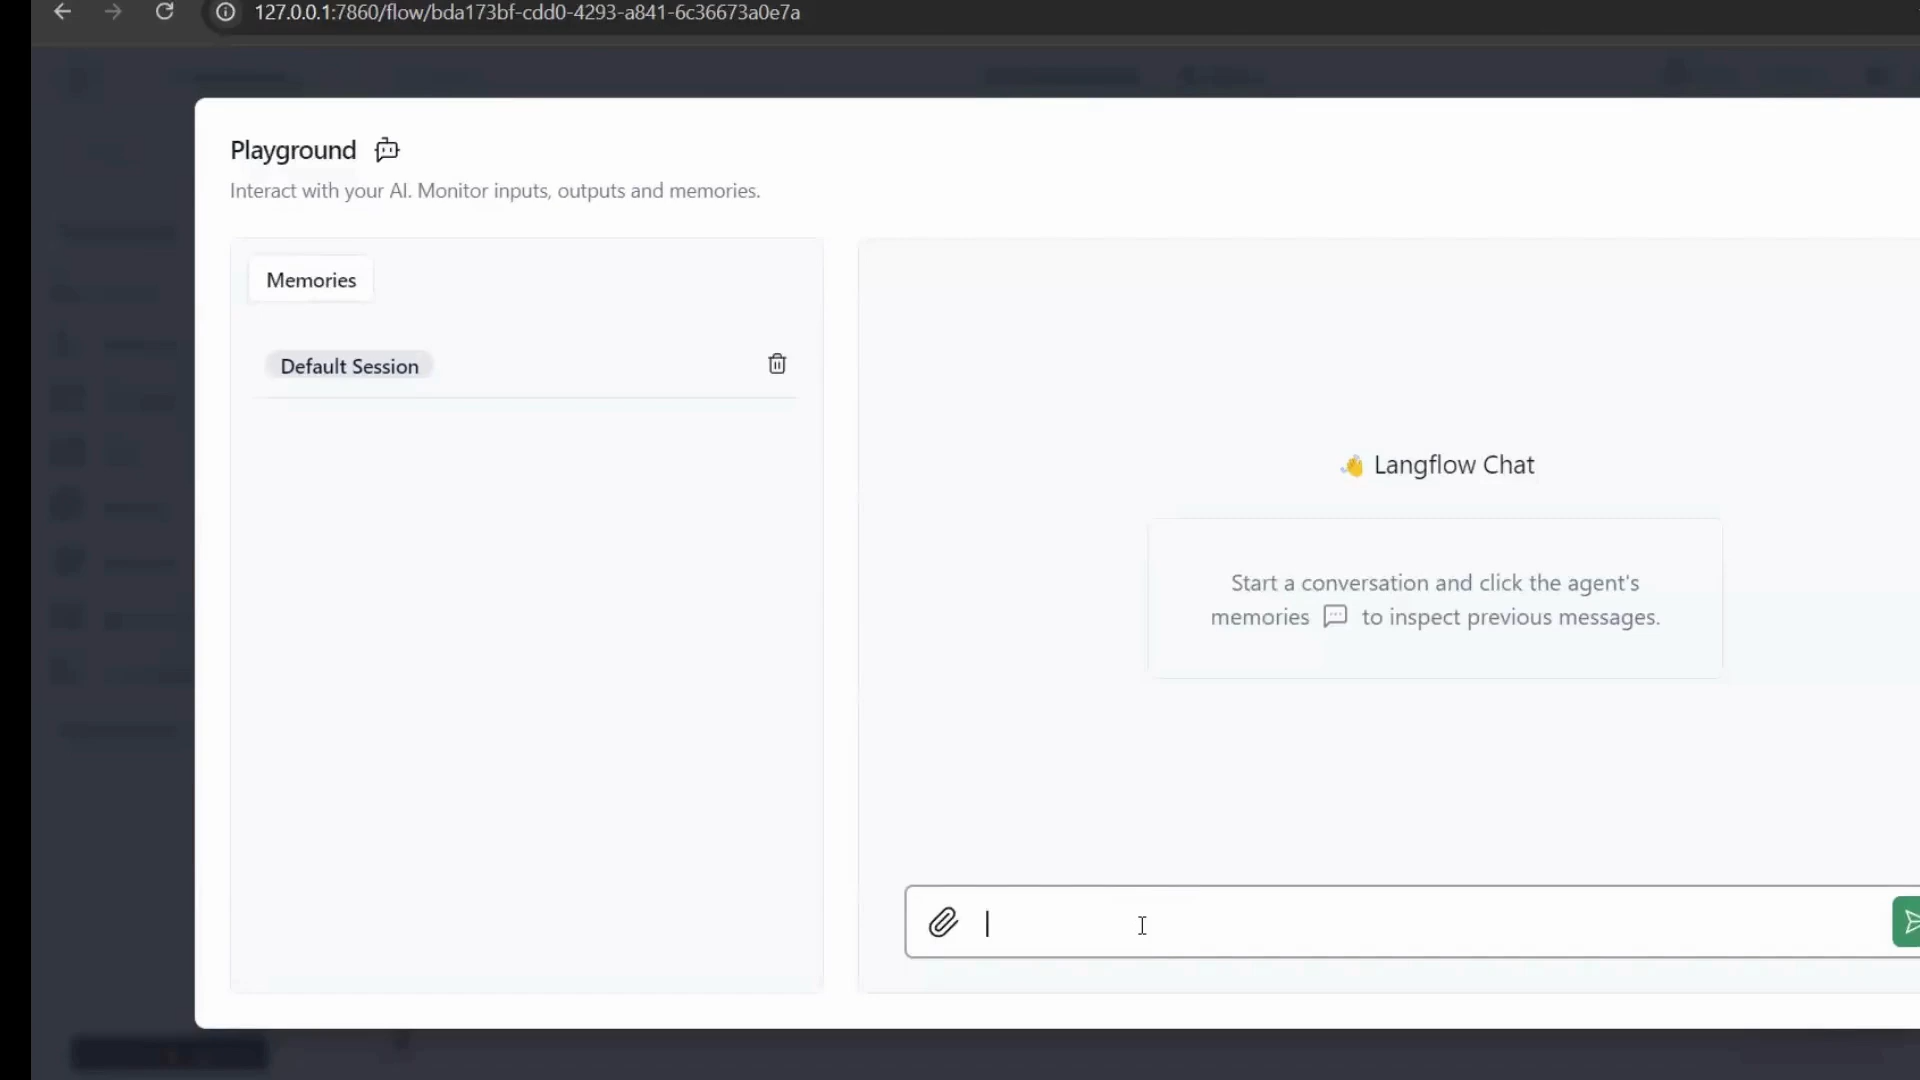 127.0.0.1:7860/flow/bda173bf-cdd0-4293-a841-6c36673a0e7a
Playground
Interact with your AI. Monitor inputs, outputs and memories.
Memories
Default Session
👋 Langflow Chat
Start a conversation and click the agent's
memories to inspect previous messages.